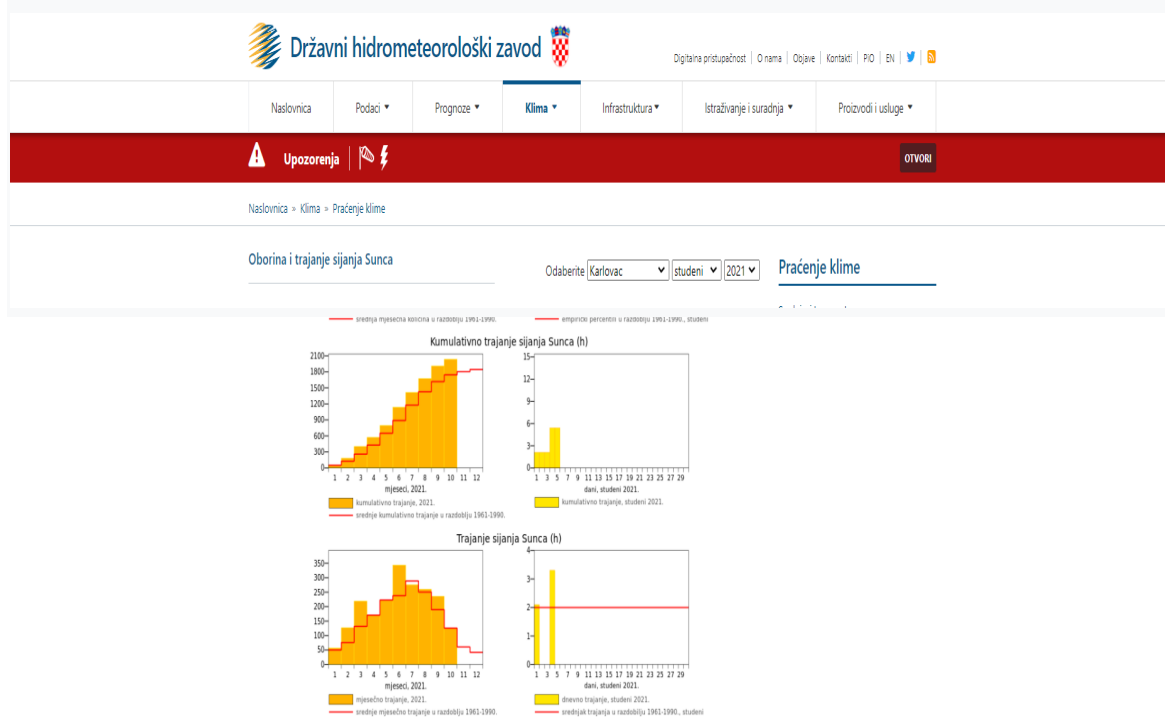 Državni hidrometeorološki zavod
Digitalna pristupačnost | O nama | Objave | Kontakti | PIO | EN
Naslovnica Podaci Prognoze Klima Infrastruktura Istraživanje i suradnja Proizvodi i usluge
Upozorenja OTVORI
Naslovnica » Klima » Praćenje klime
Oborina i trajanje sijanja Sunca Odaberite Karlovac studeni 2021 Praćenje klime
srednja mjesečna količina u razdoblju 1961-1990. empirički percentili u razdoblju 1961-1990., studeni
Kumulativno trajanje sijanja Sunca (h)
2100 15
1800 12
1500
1200 9
900 6
600
300 3
0 0
1 2 3 4 5 6 7 8 9 10 11 12 1 3 5 7 9 11 13 15 17 19 21 23 25 27 29
mjeseci, 2021. dani, studeni 2021.
kumulativno trajanje, 2021. kumulativno trajanje, studeni 2021.
srednje kumulativno trajanje u razdoblju 1961-1990.
Trajanje sijanja Sunca (h)
350 4
300 3
250
200 2
150
100 1
50
0 0
1 2 3 4 5 6 7 8 9 10 11 12 1 3 5 7 9 11 13 15 17 19 21 23 25 27 29
mjeseci, 2021. dani, studeni 2021.
mjesečno trajanje, 2021. dnevno trajanje, studeni 2021.
srednje mjesečno trajanje u razdoblju 1961-1990. srednjak trajanja u razdoblju 1961-1990., studeni